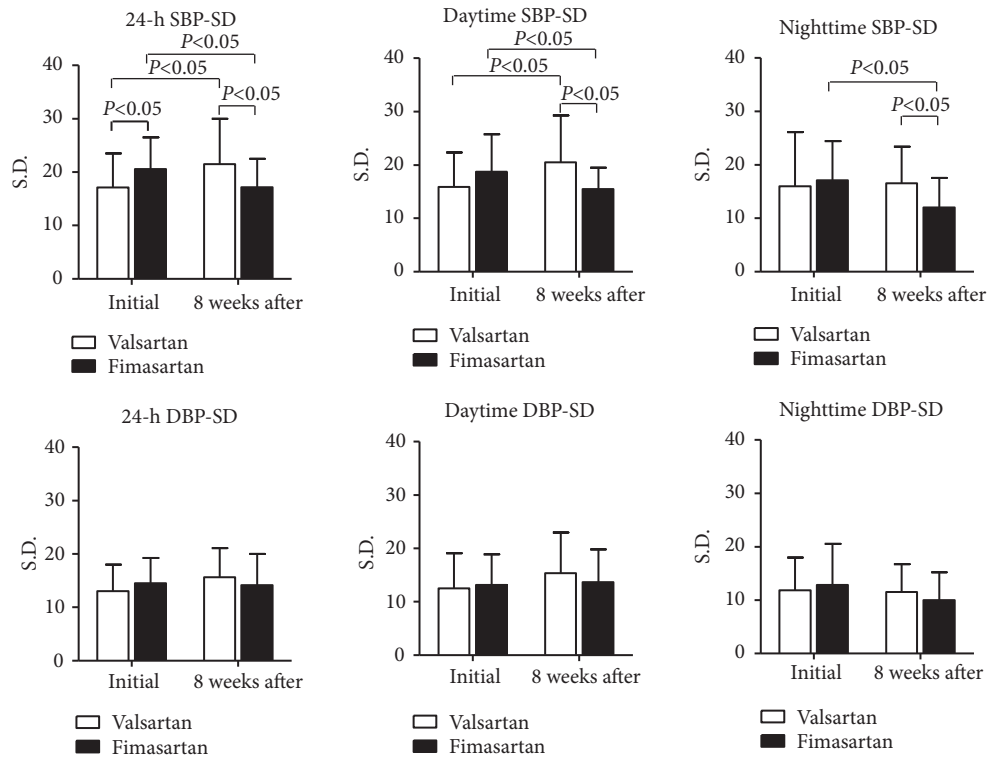 24-h SBP-SD
P<0.05
P<0.05
P<0.05
P<0.05
40
30
20
10
0
S.D.
Initial
8 weeks after
Valsartan
Fimasartan
Daytime SBP-SD
P<0.05
P<0.05
P<0.05
40
30
20
10
0
S.D.
Initial
8 weeks after
Valsartan
Fimasartan
Nighttime SBP-SD
P<0.05
P<0.05
40
30
20
10
0
S.D.
Initial
8 weeks after
Valsartan
Fimasartan
24-h DBP-SD
40
30
20
10
0
S.D.
Initial
8 weeks after
Valsartan
Fimasartan
Daytime DBP-SD
40
30
20
10
0
S.D.
Initial
8 weeks after
Valsartan
Fimasartan
Nighttime DBP-SD
40
30
20
10
0
S.D.
Initial
8 weeks after
Valsartan
Fimasartan